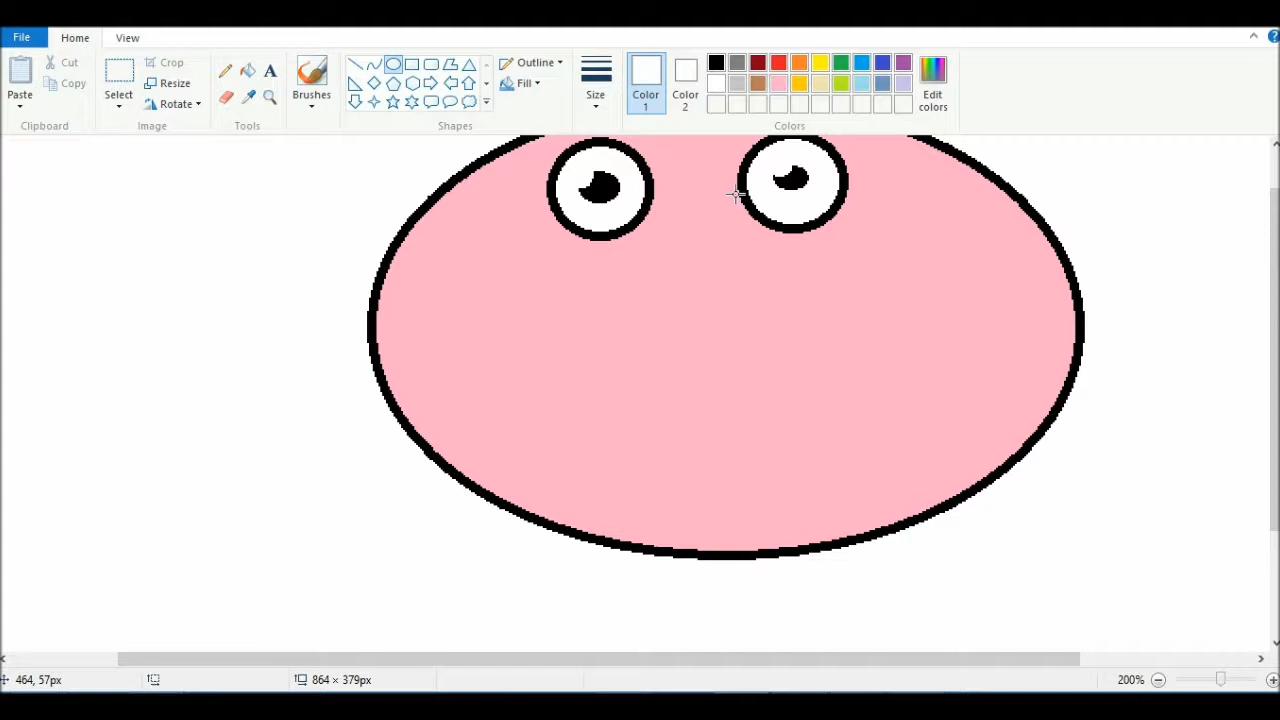 File Home View
Paste
Cut
Copy
Clipboard
Select
Crop
Resize
Rotate
Image
A
Tools
Brushes
Outline
Fill
Shapes
Size
Color 1
Color 2
Edit colors
Colors
464, 57px
864 × 379px
200%